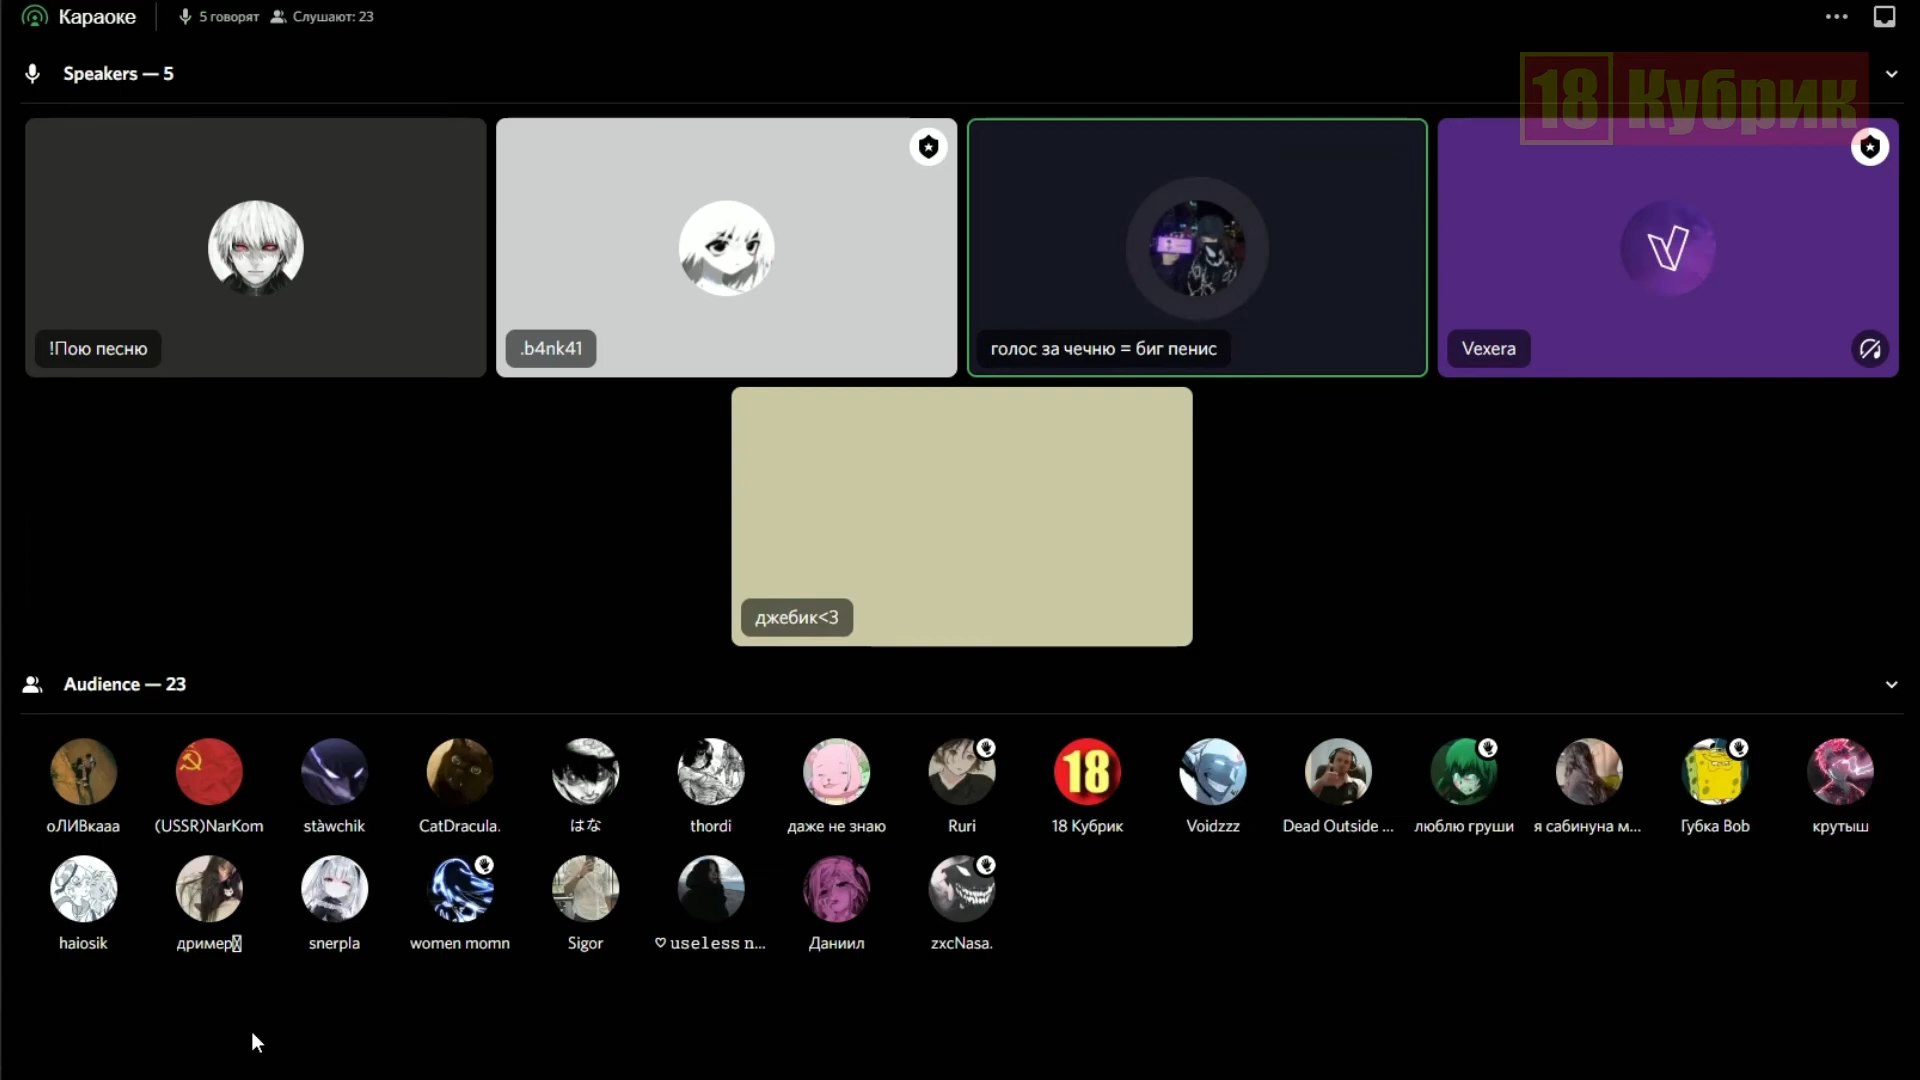 Караоке
5 говорят
Слушают: 23
Speakers — 5
18 Кубрик
!Пою песню
.b4nk41
голос за чечню = биг пенис
Vexera
джебик<3
Audience — 23
оЛИВкааа
(USSR)NarKom
stàwchik
CatDracula.
はな
thordi
даже не знаю
Ruri
18
18 Кубрик
Voidzzz
Dead Outside ...
люблю груши
я сабинуна м...
Губка Bob
крутыш
haiosik
дример
snerpla
women momn
Sigor
♡ useless n...
Даниил
zxcNasa.